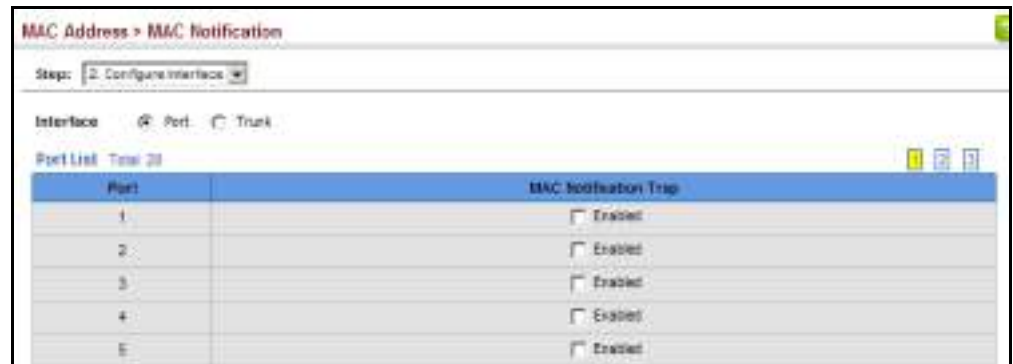 MAC Address > MAC Notification
Step: 2. Configure Interface
Interface Port Trunk
Port List Total 28
1 2 3
Port MAC Notification Trap
1 Enabled
2 Enabled
3 Enabled
4 Enabled
5 Enabled